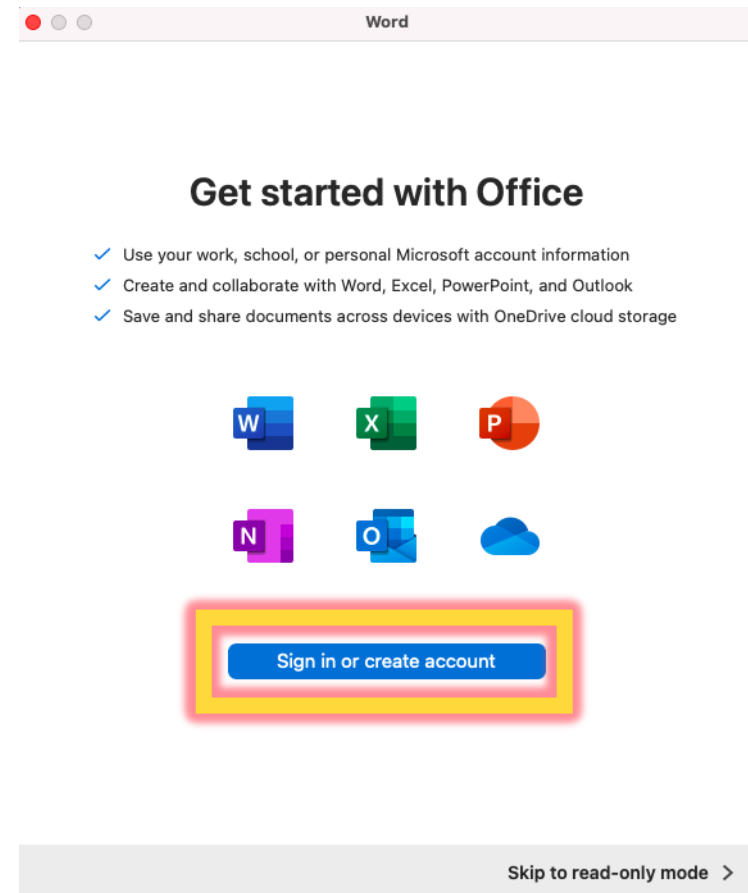 Word
Get started with Office
Use your work, school, or personal Microsoft account information
Create and collaborate with Word, Excel, PowerPoint, and Outlook
Save and share documents across devices with OneDrive cloud storage
W X P
N O
Sign in or create account
Skip to read-only mode >